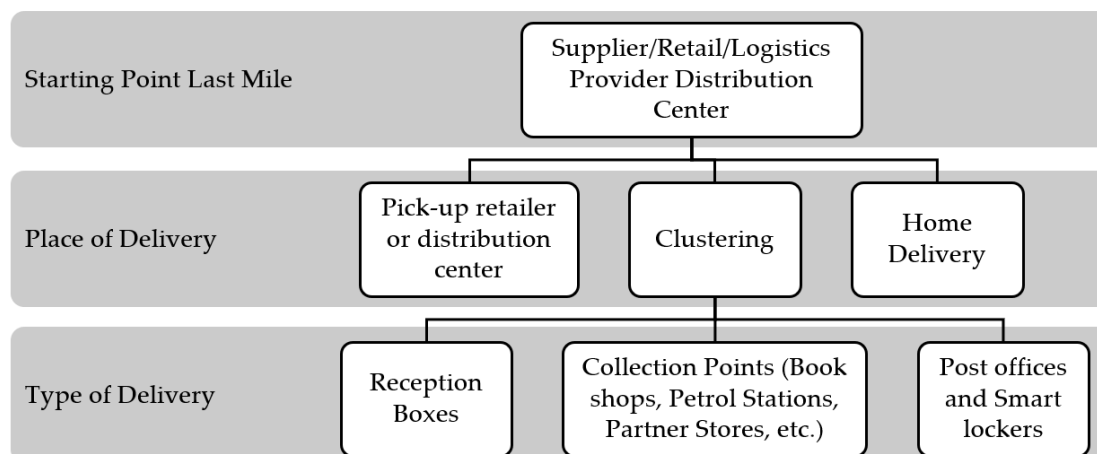 Starting Point Last Mile
Supplier/Retail/Logistics
Provider Distribution
Center
Place of Delivery
Pick-up retailer
or distribution
center
Clustering
Home
Delivery
Type of Delivery
Reception
Boxes
Collection Points (Book
shops, Petrol Stations,
Partner Stores, etc.)
Post offices
and Smart
lockers